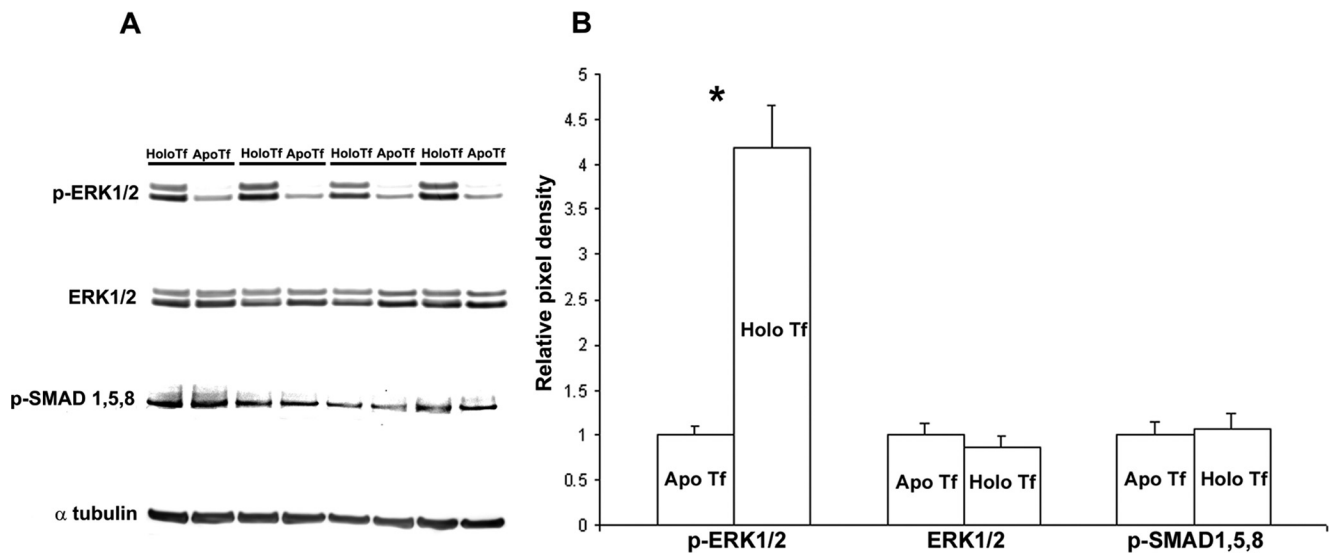 A
HoloTf ApoTf HoloTf ApoTf HoloTf ApoTf HoloTf ApoTf
p-ERK1/2
ERK1/2
p-SMAD 1,5,8
α tubulin
B
Relative pixel density
5
4.5
4
3.5
3
2.5
2
1.5
1
0.5
0
*
Apo Tf
Holo Tf
Apo Tf
Holo Tf
Apo Tf
Holo Tf
p-ERK1/2
ERK1/2
p-SMAD1,5,8